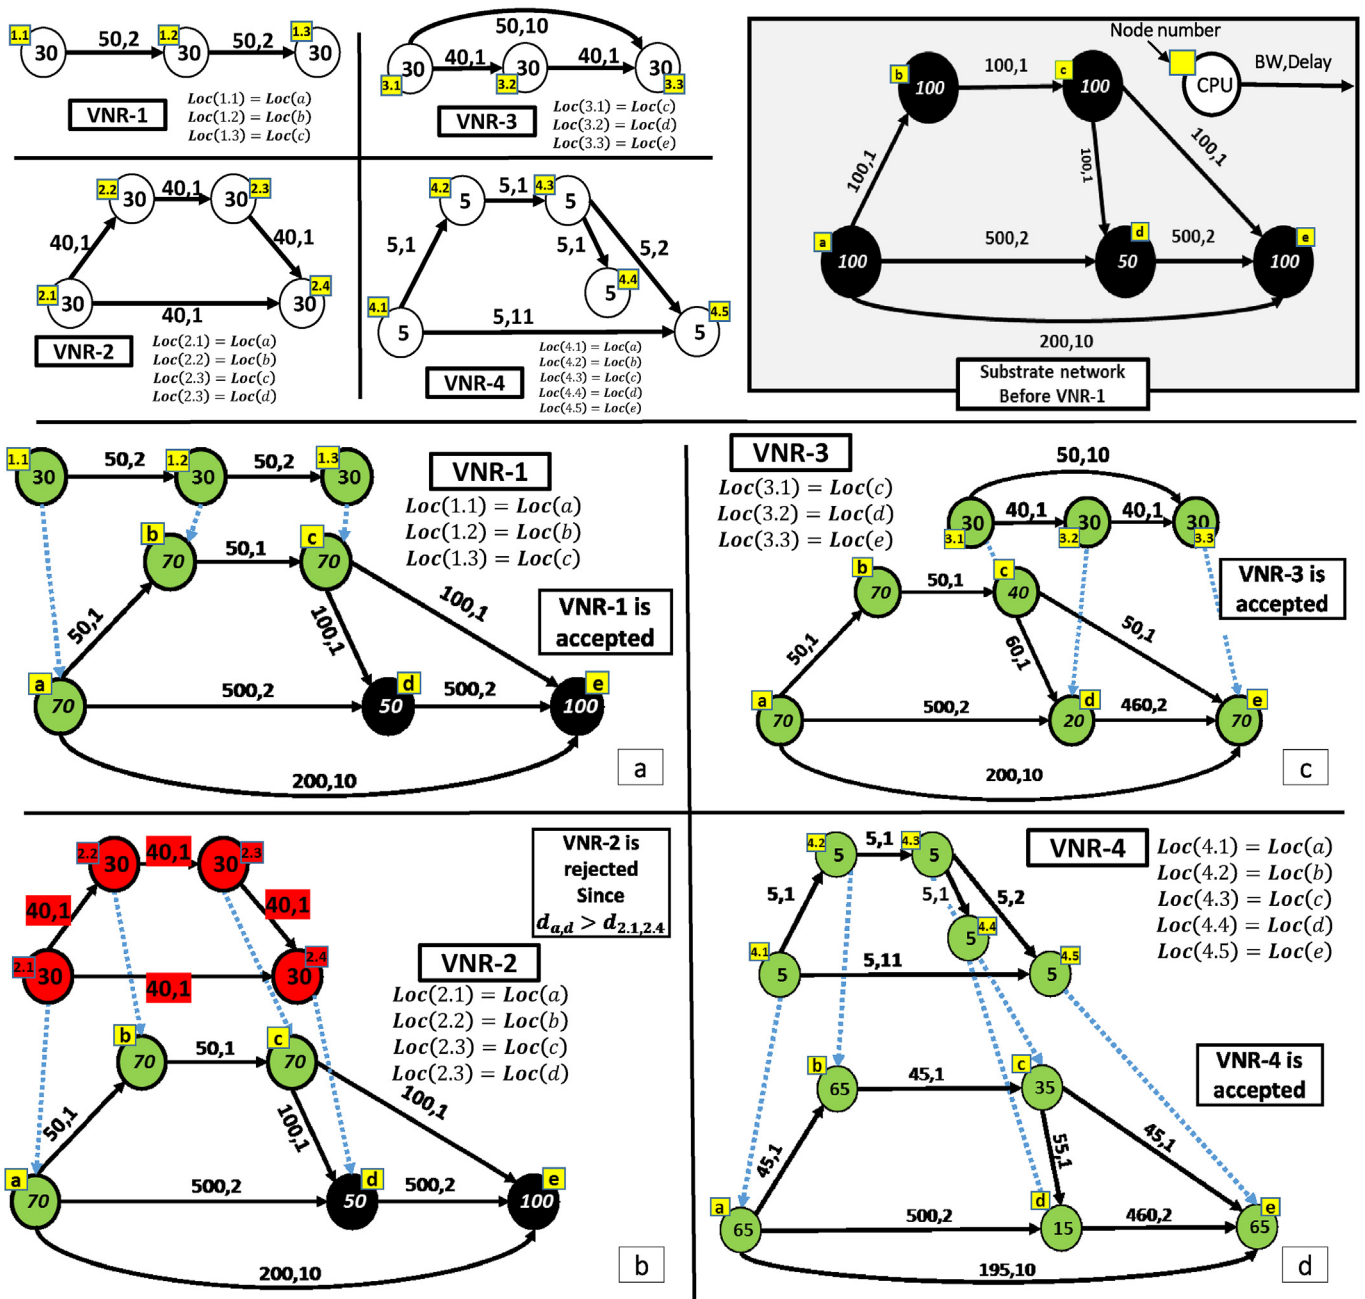 1.1
30
50,2
1.2
30
50,2
1.3
30
VNR-1
Loc(1.1) = Loc(a)
Loc(1.2) = Loc(b)
Loc(1.3) = Loc(c)
50,10
30
40,1
30
40,1
30
3.1
3.2
3.3
VNR-3
Loc(3.1) = Loc(c)
Loc(3.2) = Loc(d)
Loc(3.3) = Loc(e)
2.2
30
40,1
30
2.3
40,1
40,1
2.1
30
40,1
30
2.4
VNR-2
Loc(2.1) = Loc(a)
Loc(2.2) = Loc(b)
Loc(2.3) = Loc(c)
Loc(2.3) = Loc(d)
4.2
5
5,1
4.3
5
5,1
5,1
5,2
5
4.4
4.1
5
5,11
5
4.5
VNR-4
Loc(4.1) = Loc(a)
Loc(4.2) = Loc(b)
Loc(4.3) = Loc(c)
Loc(4.4) = Loc(d)
Loc(4.5) = Loc(e)
Node number
CPU
BW,Delay
b
100
100,1
c
100
100,1
100,1
100,1
a
100
500,2
d
50
500,2
e
100
200,10
Substrate network
Before VNR-1
1.1
30
50,2
1.2
30
50,2
1.3
30
VNR-1
Loc(1.1) = Loc(a)
Loc(1.2) = Loc(b)
Loc(1.3) = Loc(c)
b
70
50,1
c
70
50,1
100,1
100,1
VNR-1 is
accepted
a
70
500,2
d
50
500,2
e
100
200,10
a
VNR-3
Loc(3.1) = Loc(c)
Loc(3.2) = Loc(d)
Loc(3.3) = Loc(e)
50,10
30
40,1
30
40,1
30
3.1
3.2
3.3
b
70
50,1
c
40
VNR-3 is
accepted
50,1
60,1
50,1
a
70
500,2
d
20
460,2
e
70
200,10
c
2.2
30
40,1
30
2.3
40,1
40,1
2.1
30
40,1
30
2.4
VNR-2 is
rejected
Since
d a,d > d 2.1,2.4
VNR-2
Loc(2.1) = Loc(a)
Loc(2.2) = Loc(b)
Loc(2.3) = Loc(c)
Loc(2.3) = Loc(d)
b
70
50,1
c
70
50,1
100,1
100,1
a
70
500,2
d
50
500,2
e
100
200,10
b
4.2
5
5,1
4.3
5
5,1
5,1
5,2
5
4.4
4.1
5
5,11
5
4.5
VNR-4
Loc(4.1) = Loc(a)
Loc(4.2) = Loc(b)
Loc(4.3) = Loc(c)
Loc(4.4) = Loc(d)
Loc(4.5) = Loc(e)
b
65
45,1
c
35
VNR-4 is
accepted
45,1
55,1
45,1
a
65
500,2
d
15
460,2
e
65
195,10
d